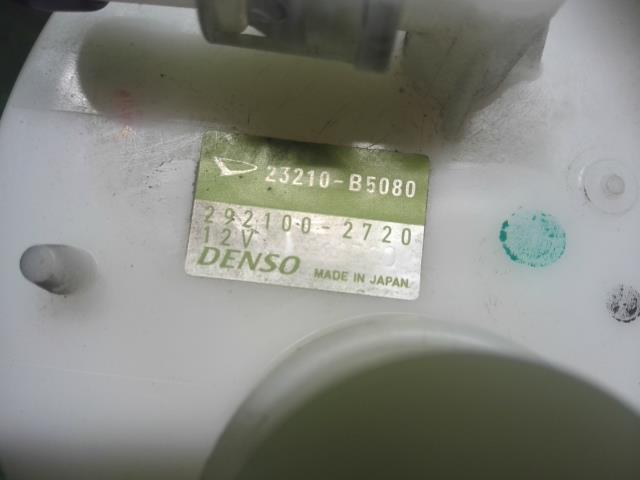 23210-B5080
292100-2720
12V
DENSO MADE IN JAPAN